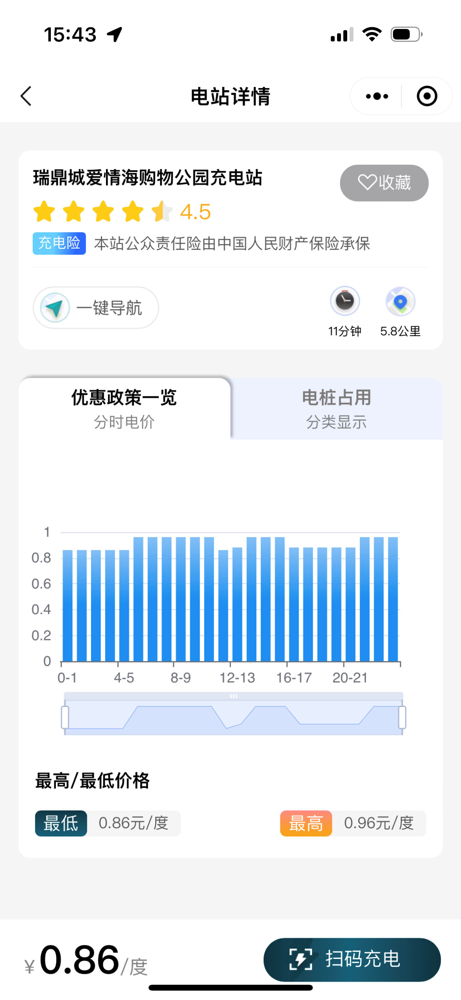 15:43
电站详情
瑞鼎城爱情海购物公园充电站
收藏
4.5
充电险 本站公众责任险由中国人民财产保险承保
一键导航
11分钟 5.8公里
优惠政策一览 电桩占用
分时电价 分类显示
1
0.8
0.6
0.4
0.2
0
0-1 4-5 8-9 12-13 16-17 20-21
最高/最低价格
最低 0.86元/度 最高 0.96元/度
¥0.86/度 扫码充电